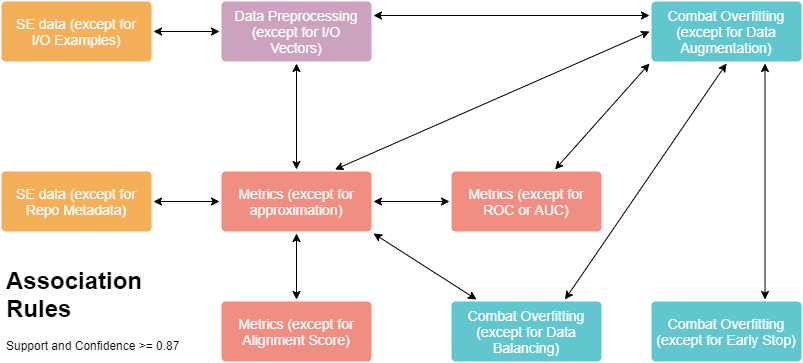 SE data (except for
I/O Examples)
Data Preprocessing
(except for I/O
Vectors)
Combat Overfitting
(except for Data
Augmentation)
SE data (except for
Repo Metadata)
Metrics (except for
approximation)
Metrics (except for
ROC or AUC)
Association
Rules
Support and Confidence >= 0.87
Metrics (except for
Alignment Score)
Combat Overfitting
(except for Data
Balancing)
Combat Overfitting
(except for Early Stop)